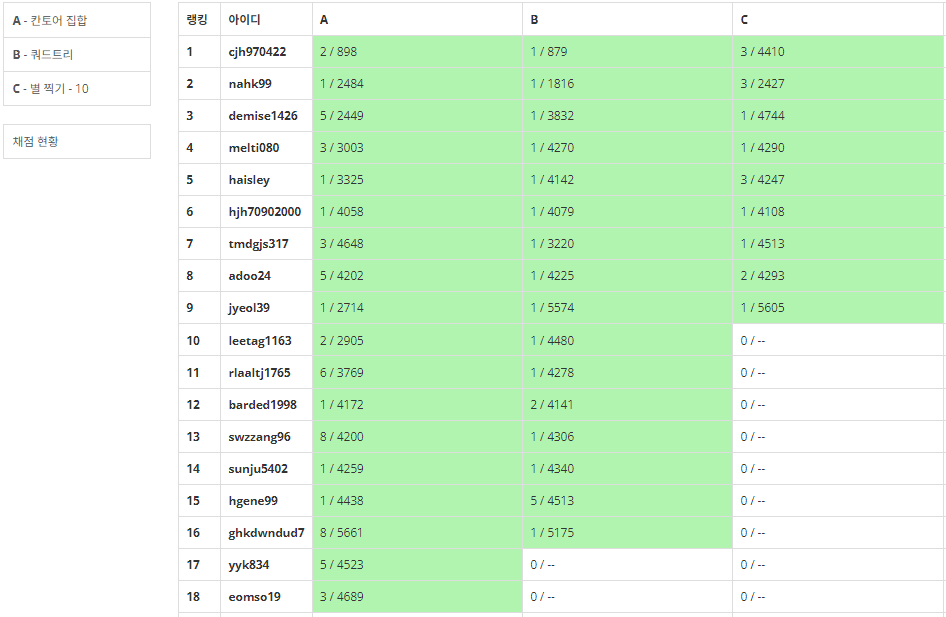 A - 칸토어 집합
B - 쿼드트리
C - 별 찍기 - 10
채점 현황
랭킹 아이디 A B C
1 cjh970422 2 / 898 1 / 879 3 / 4410
2 nahk99 1 / 2484 1 / 1816 3 / 2427
3 demise1426 5 / 2449 1 / 3832 1 / 4744
4 melti080 3 / 3003 1 / 4270 1 / 4290
5 haisley 1 / 3325 1 / 4142 3 / 4247
6 hjh70902000 1 / 4058 1 / 4079 1 / 4108
7 tmdgjs317 3 / 4648 1 / 3220 1 / 4513
8 adoo24 5 / 4202 1 / 4225 2 / 4293
9 jyeol39 1 / 2714 1 / 5574 1 / 5605
10 leetag1163 2 / 2905 1 / 4480 0 / --
11 rlaaltj1765 6 / 3769 1 / 4278 0 / --
12 barded1998 1 / 4172 2 / 4141 0 / --
13 swzzang96 8 / 4200 1 / 4306 0 / --
14 sunju5402 1 / 4259 1 / 4340 0 / --
15 hgene99 1 / 4438 5 / 4513 0 / --
16 ghkdwndud7 8 / 5661 1 / 5175 0 / --
17 yyk834 5 / 4523 0 / -- 0 / --
18 eomso19 3 / 4689 0 / -- 0 / --